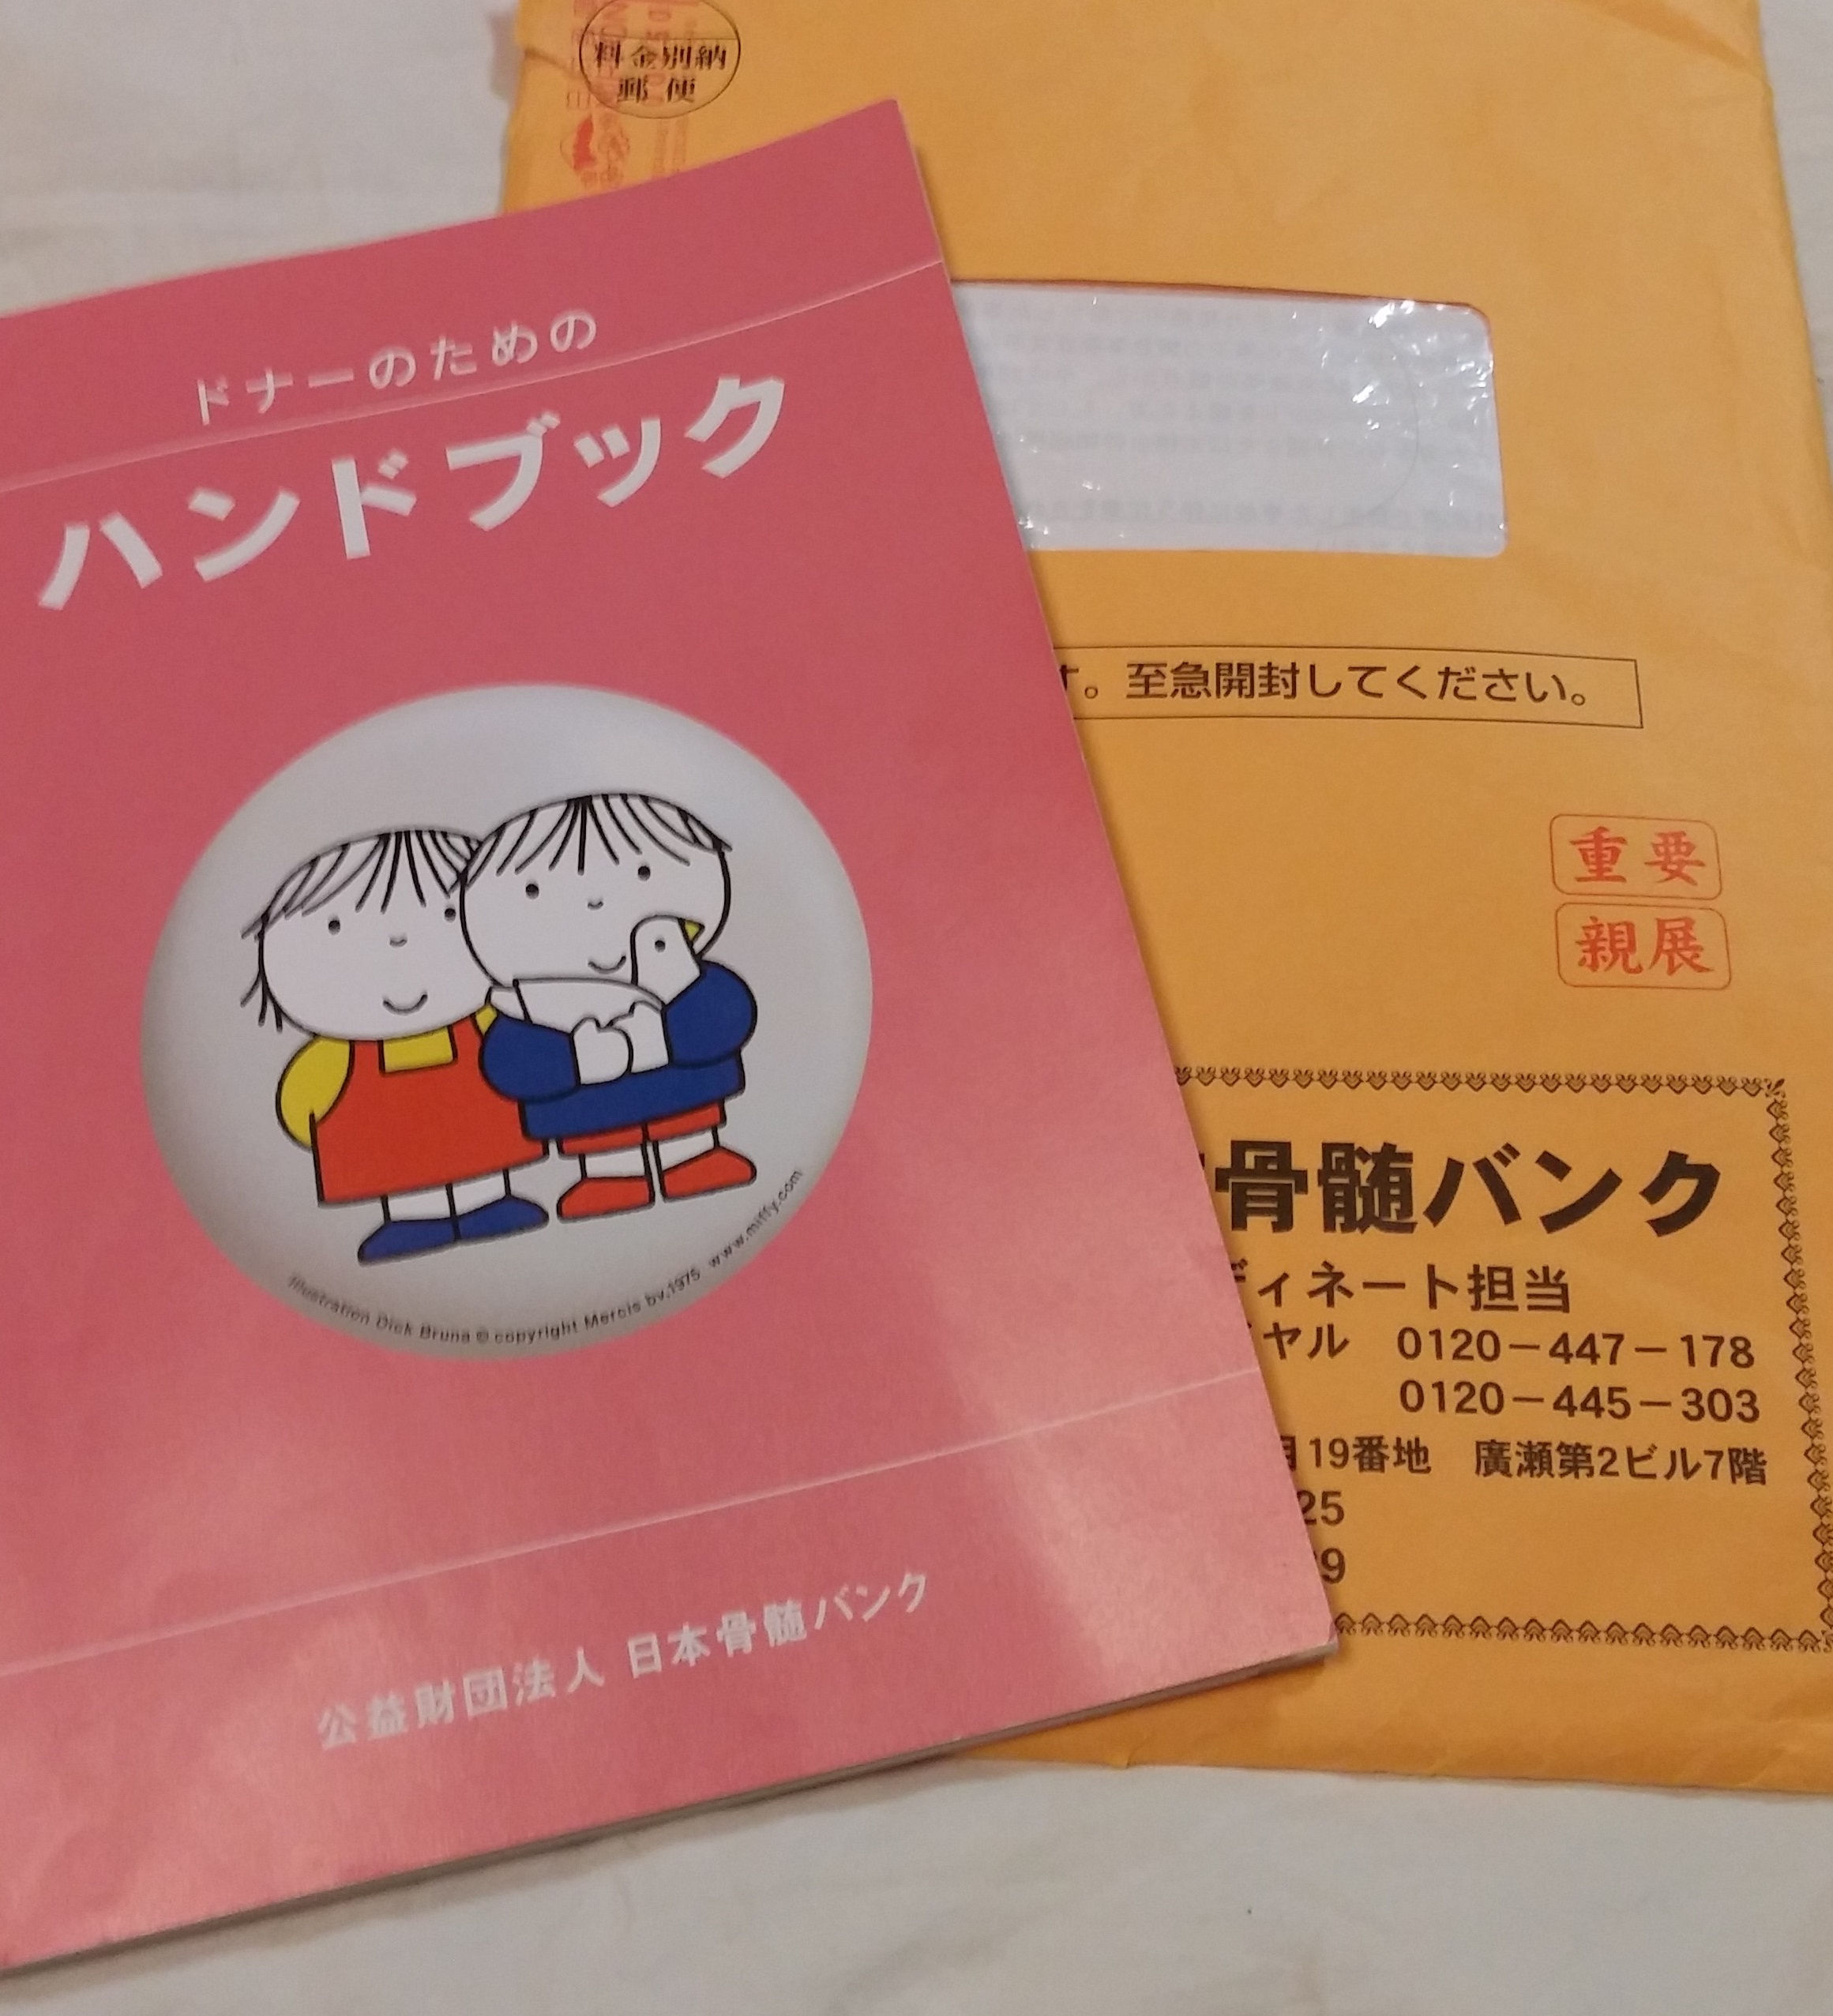 料金別納
郵便
ドナーのための
ハンドブック
Illustration Dick Bruna © copyright Mercis bv,1975 www.miffy.com
公益財団法人 日本骨髄バンク
す。至急開封してください。
重要
親展
骨髄バンク
ディネート担当
ヤル 0120-447-178
0120-445-303
目19番地 廣瀬第2ビル7階
25
9